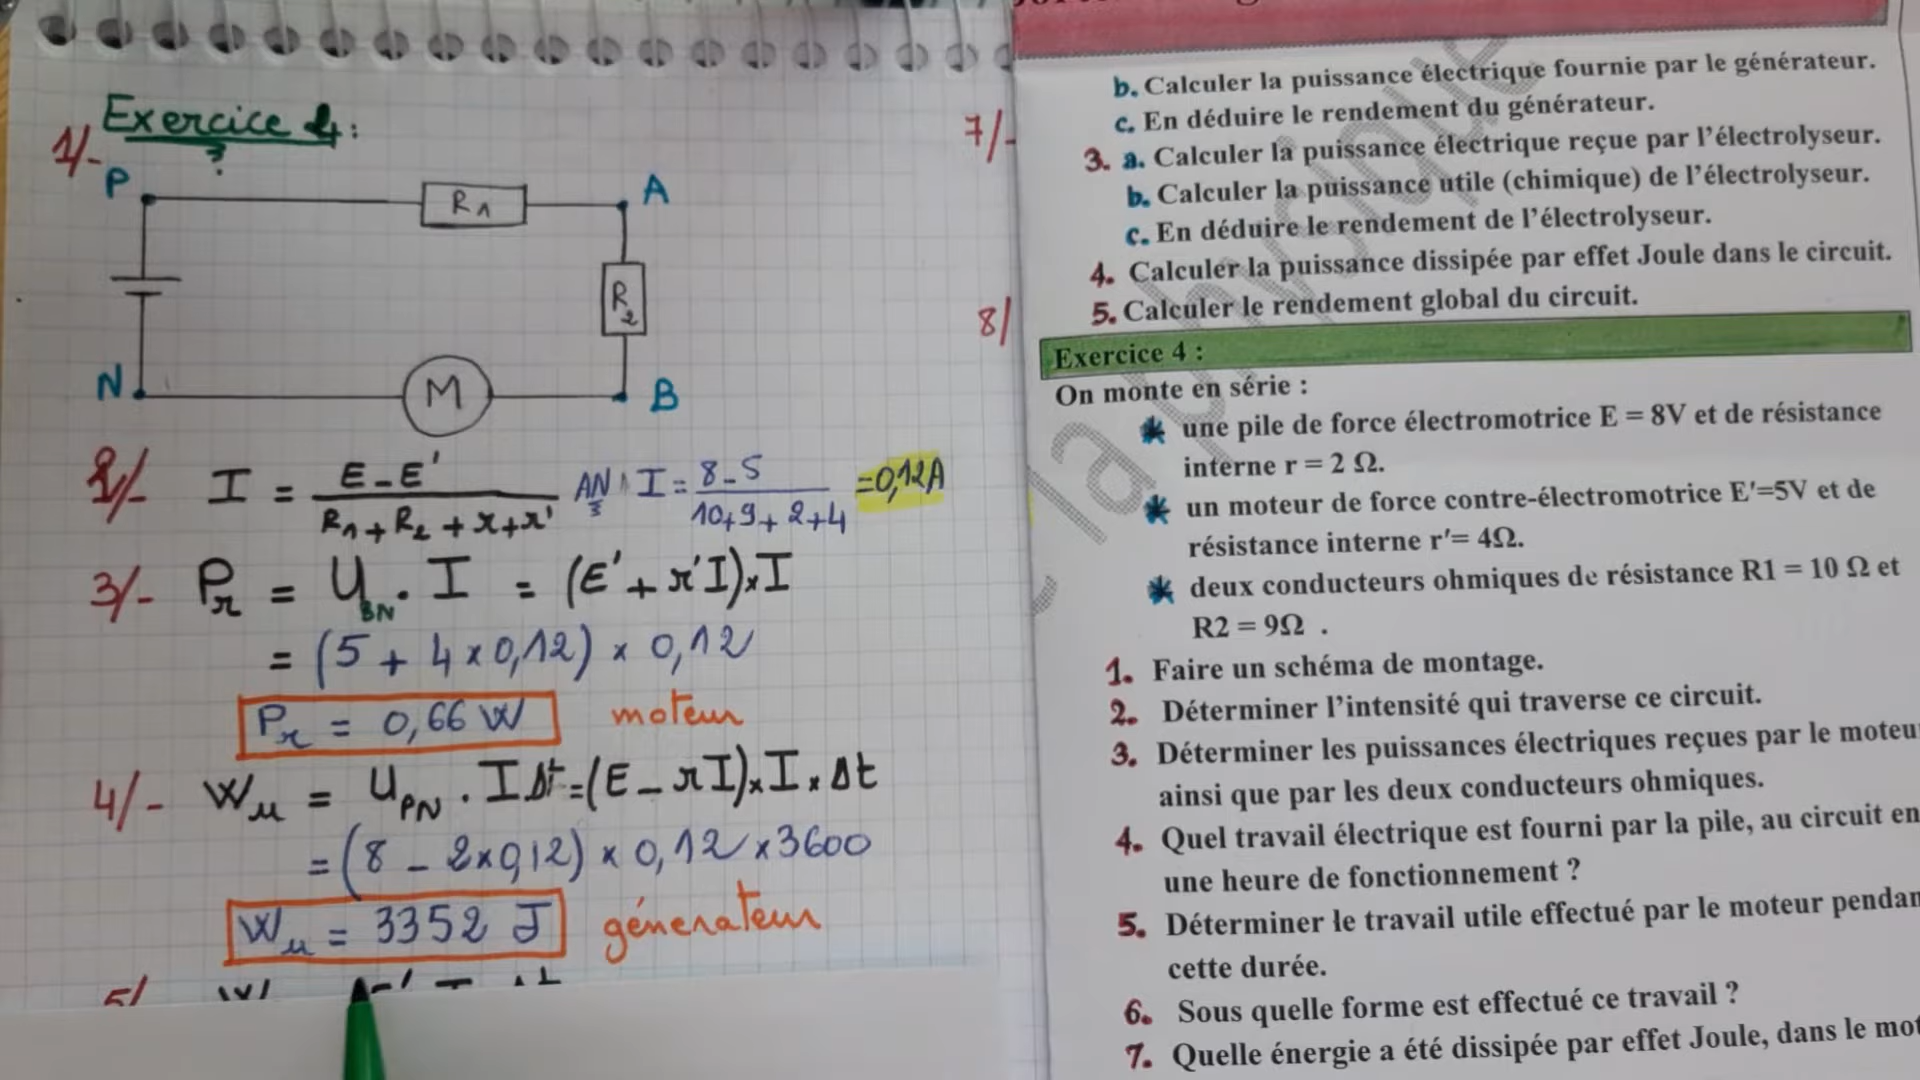 Exercice 4:
1/-
P
R1
A
R2
N
M
B
2/- I = E-E' / R1+R2+r+r' AN: I = 8-5 / 10+9+2+4 =0,12A
3/- Pr = UBN . I = (E'+r'I)×I
= (5 + 4×0,12) × 0,12
Pr = 0,66 W moteur
4/- Wu = UPN . IΔt=(E-rI)×I×Δt
=(8-2×0,12)×0,12×3600
Wu = 3352 J génerateur
5/
7/-
8/
b. Calculer la puissance électrique fournie par le générateur.
c. En déduire le rendement du générateur.
3. a. Calculer la puissance électrique reçue par l'électrolyseur.
b. Calculer la puissance utile (chimique) de l'électrolyseur.
c. En déduire le rendement de l'électrolyseur.
4. Calculer la puissance dissipée par effet Joule dans le circuit.
5. Calculer le rendement global du circuit.
Exercice 4 :
On monte en série :
une pile de force électromotrice E = 8V et de résistance
interne r = 2 Ω.
un moteur de force contre-électromotrice E'=5V et de
résistance interne r'= 4Ω.
deux conducteurs ohmiques de résistance R1 = 10 Ω et
R2 = 9Ω .
1. Faire un schéma de montage.
2. Déterminer l'intensité qui traverse ce circuit.
3. Déterminer les puissances électriques reçues par le moteu
ainsi que par les deux conducteurs ohmiques.
4. Quel travail électrique est fourni par la pile, au circuit en
une heure de fonctionnement ?
5. Déterminer le travail utile effectué par le moteur pendan
cette durée.
6. Sous quelle forme est effectué ce travail ?
7. Quelle énergie a été dissipée par effet Joule, dans le mot